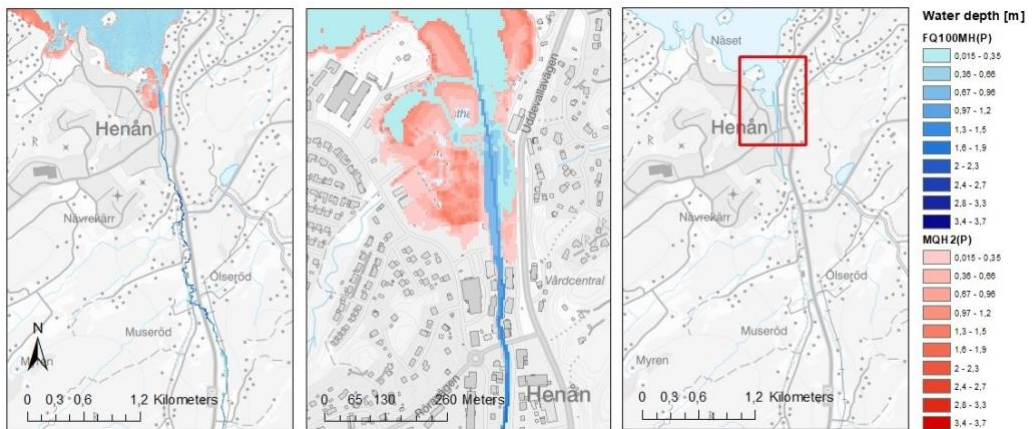 Henån
Navrekärr
Ölseröd
Museröd
N
0 0,3 0,6 1,2 Kilometers
Uddevallavägen
Vårdcentral
Henån
0 65 130 260 Meters
Näset
Henån
Navrekärr
Ölseröd
Museröd
Myren
0 0,3 0,6 1,2 Kilometers
Water depth [m]
FQ100MH(P)
0,015 - 0,35
0,36 - 0,66
0,67 - 0,96
0,97 - 1,2
1,3 - 1,5
1,6 - 1,9
2 - 2,3
2,4 - 2,7
2,8 - 3,3
3,4 - 3,7
MQH2(P)
0,015 - 0,35
0,36 - 0,66
0,67 - 0,96
0,97 - 1,2
1,3 - 1,5
1,6 - 1,9
2 - 2,3
2,4 - 2,7
2,8 - 3,3
3,4 - 3,7